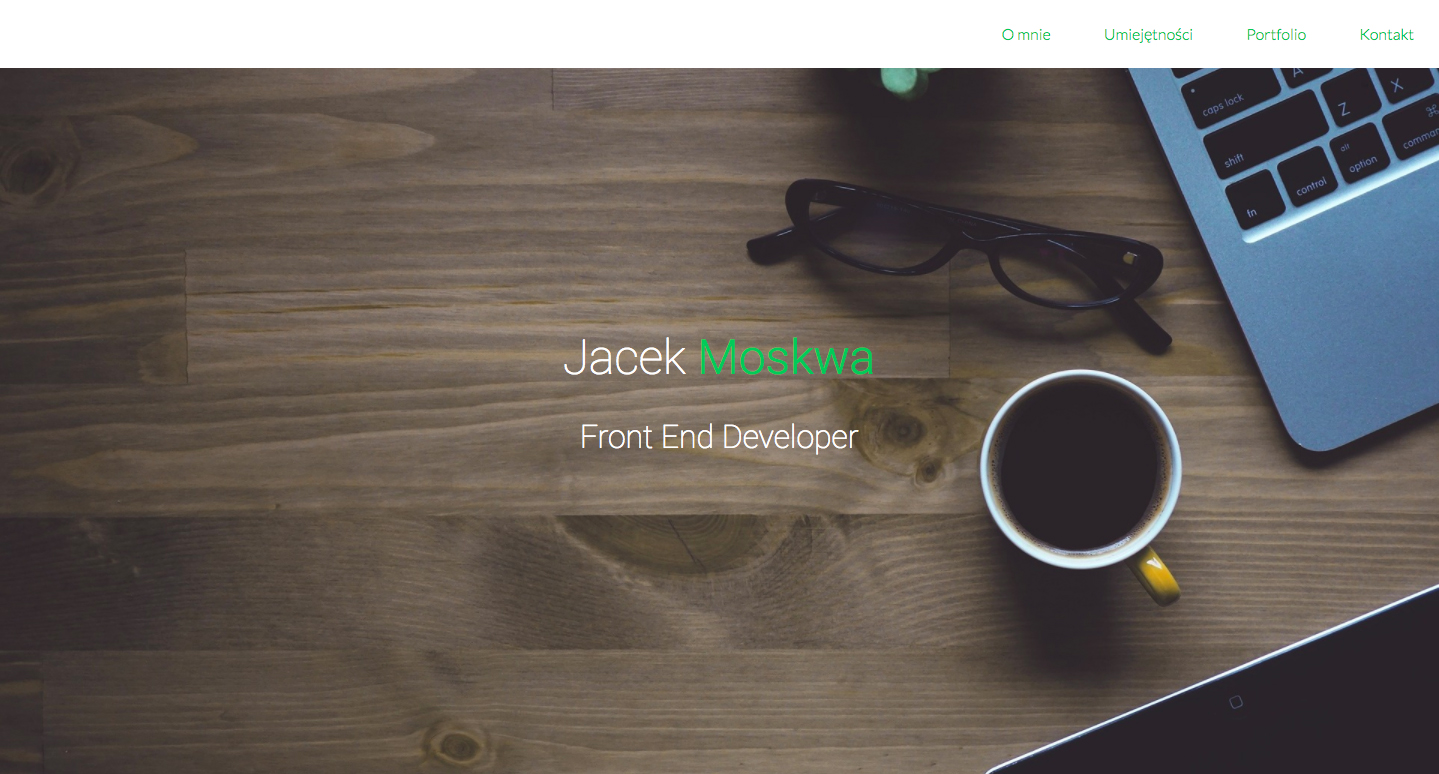 O mnie Umiejętności Portfolio Kontakt
caps lock A
shift Z X
⌘
fn control alt option command
Jacek Moskwa
Front End Developer